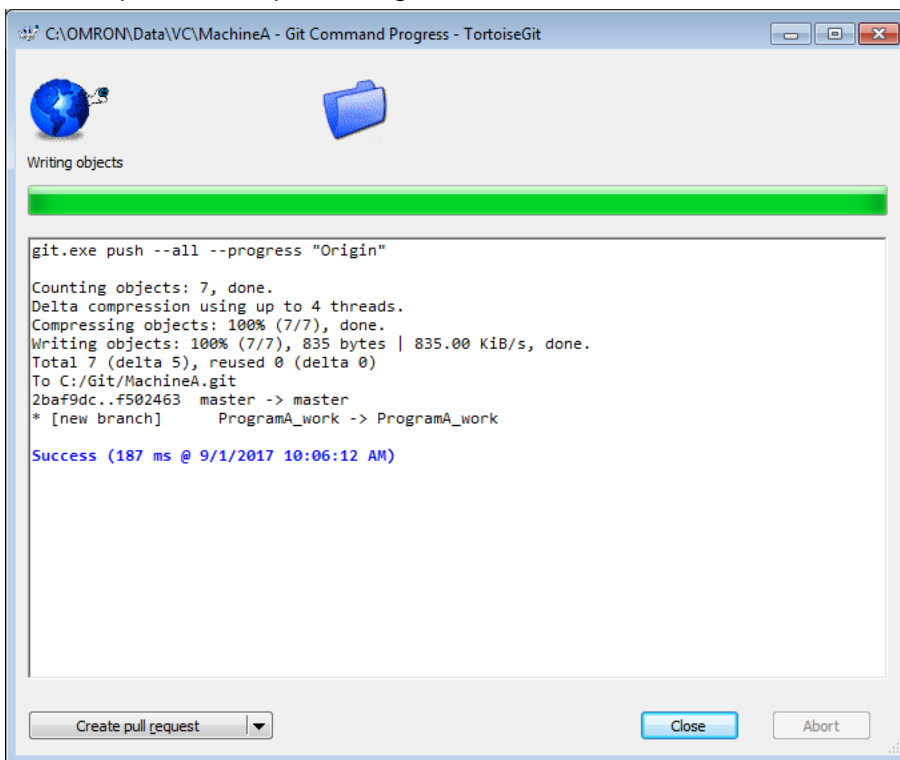 C:\OMRON\Data\VC\MachineA - Git Command Progress - TortoiseGit
Writing objects
git.exe push --all --progress "Origin"
Counting objects: 7, done.
Delta compression using up to 4 threads.
Compressing objects: 100% (7/7), done.
Writing objects: 100% (7/7), 835 bytes | 835.00 KiB/s, done.
Total 7 (delta 5), reused 0 (delta 0)
To C:/Git/MachineA.git
2baf9dc..f502463  master -> master
* [new branch]      ProgramA_work -> ProgramA_work
Success (187 ms @ 9/1/2017 10:06:12 AM)
Create pull request
Close
Abort